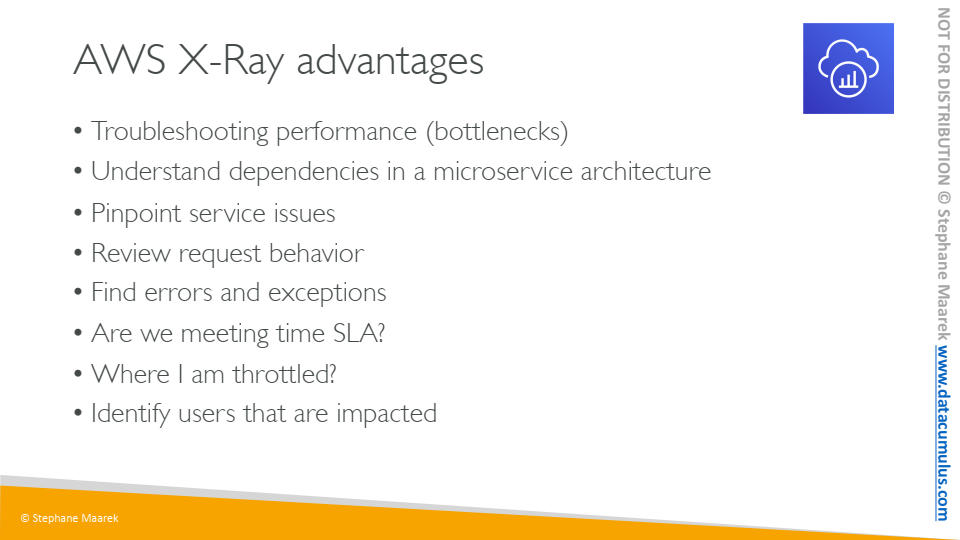 AWS X-Ray advantages
• Troubleshooting performance (bottlenecks)
• Understand dependencies in a microservice architecture
• Pinpoint service issues
• Review request behavior
• Find errors and exceptions
• Are we meeting time SLA?
• Where I am throttled?
• Identify users that are impacted
© Stephane Maarek
NOT FOR DISTRIBUTION © Stephane Maarek www.datacumulus.com